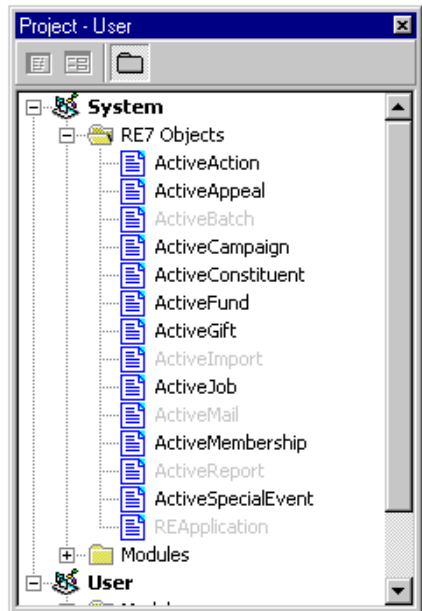 Project - User
System
RE7 Objects
ActiveAction
ActiveAppeal
ActiveBatch
ActiveCampaign
ActiveConstituent
ActiveFund
ActiveGift
ActiveImport
ActiveJob
ActiveMail
ActiveMembership
ActiveReport
ActiveSpecialEvent
REApplication
Modules
User